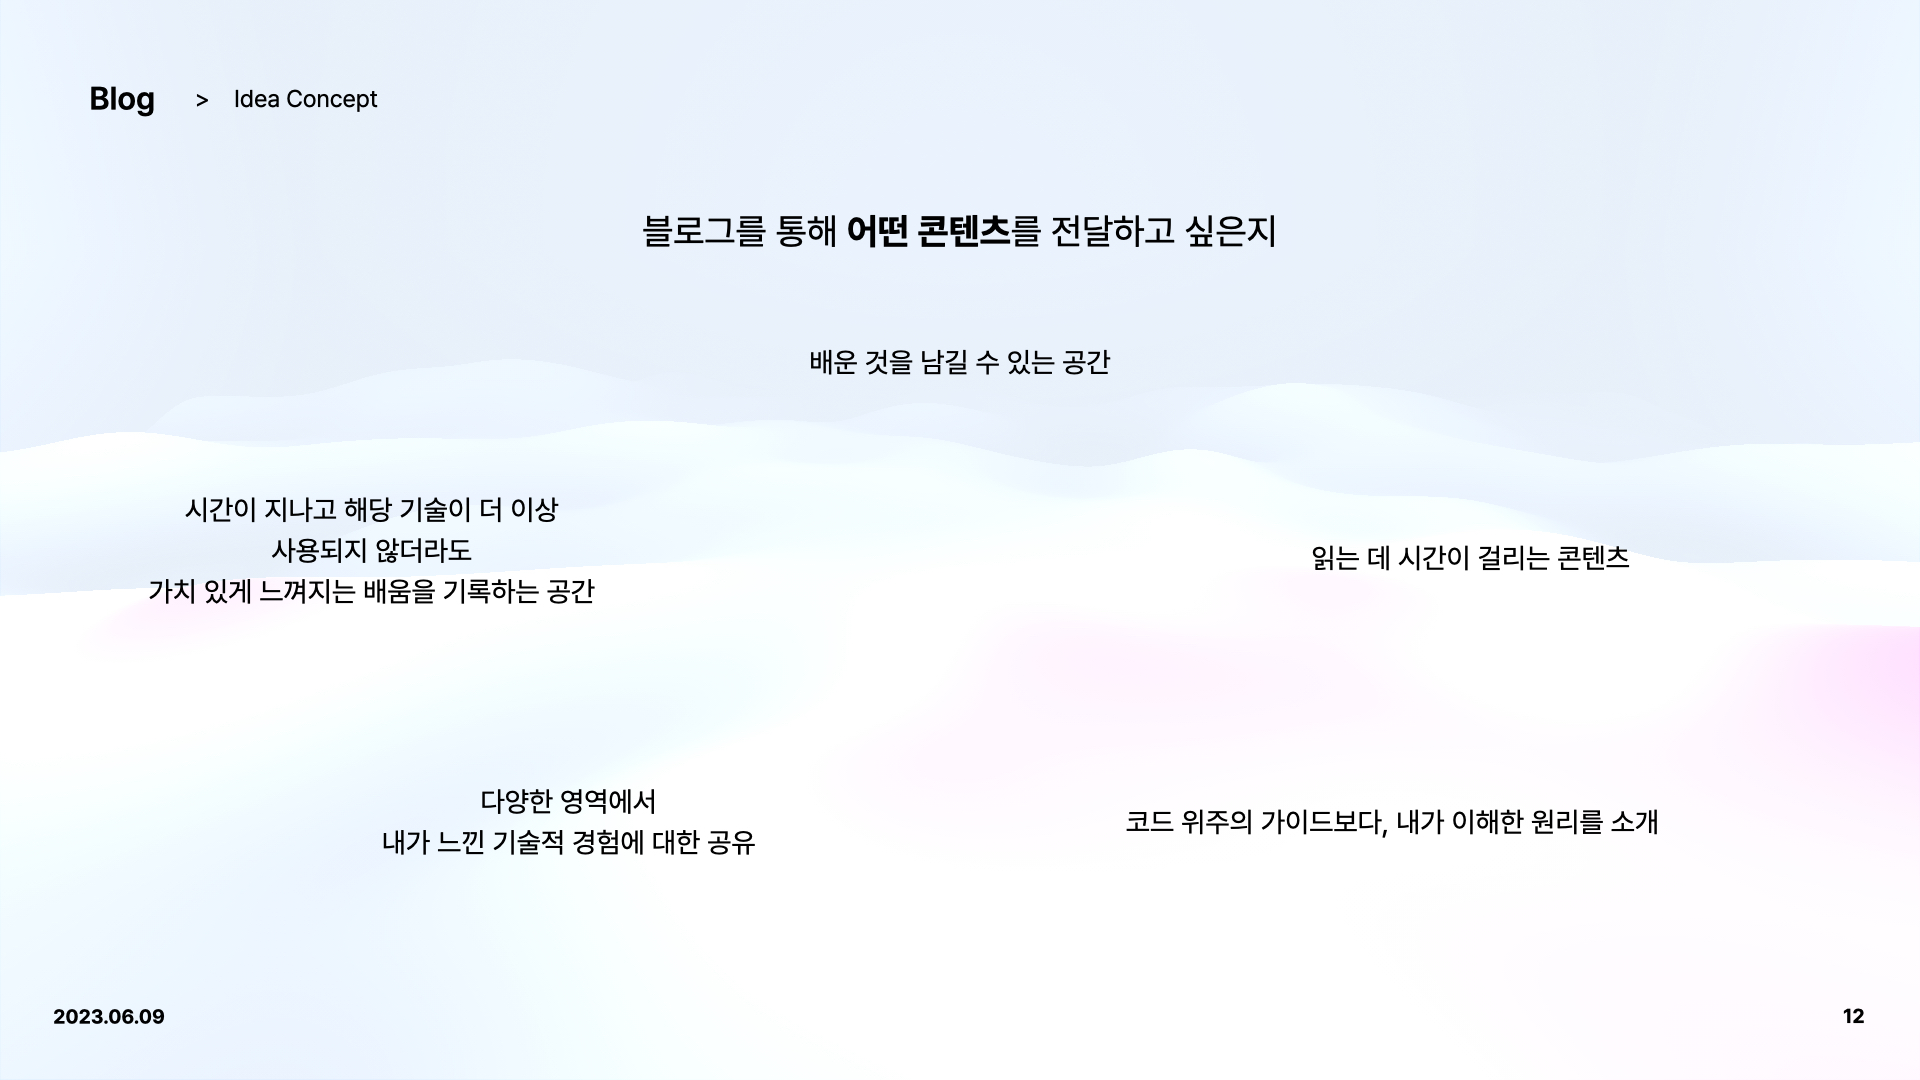 Blog > Idea Concept
블로그를 통해 어떤 콘텐츠를 전달하고 싶은지
배운 것을 남길 수 있는 공간
시간이 지나고 해당 기술이 더 이상
사용되지 않더라도
가치 있게 느껴지는 배움을 기록하는 공간
읽는 데 시간이 걸리는 콘텐츠
다양한 영역에서
내가 느낀 기술적 경험에 대한 공유
코드 위주의 가이드보다, 내가 이해한 원리를 소개
2023.06.09
12